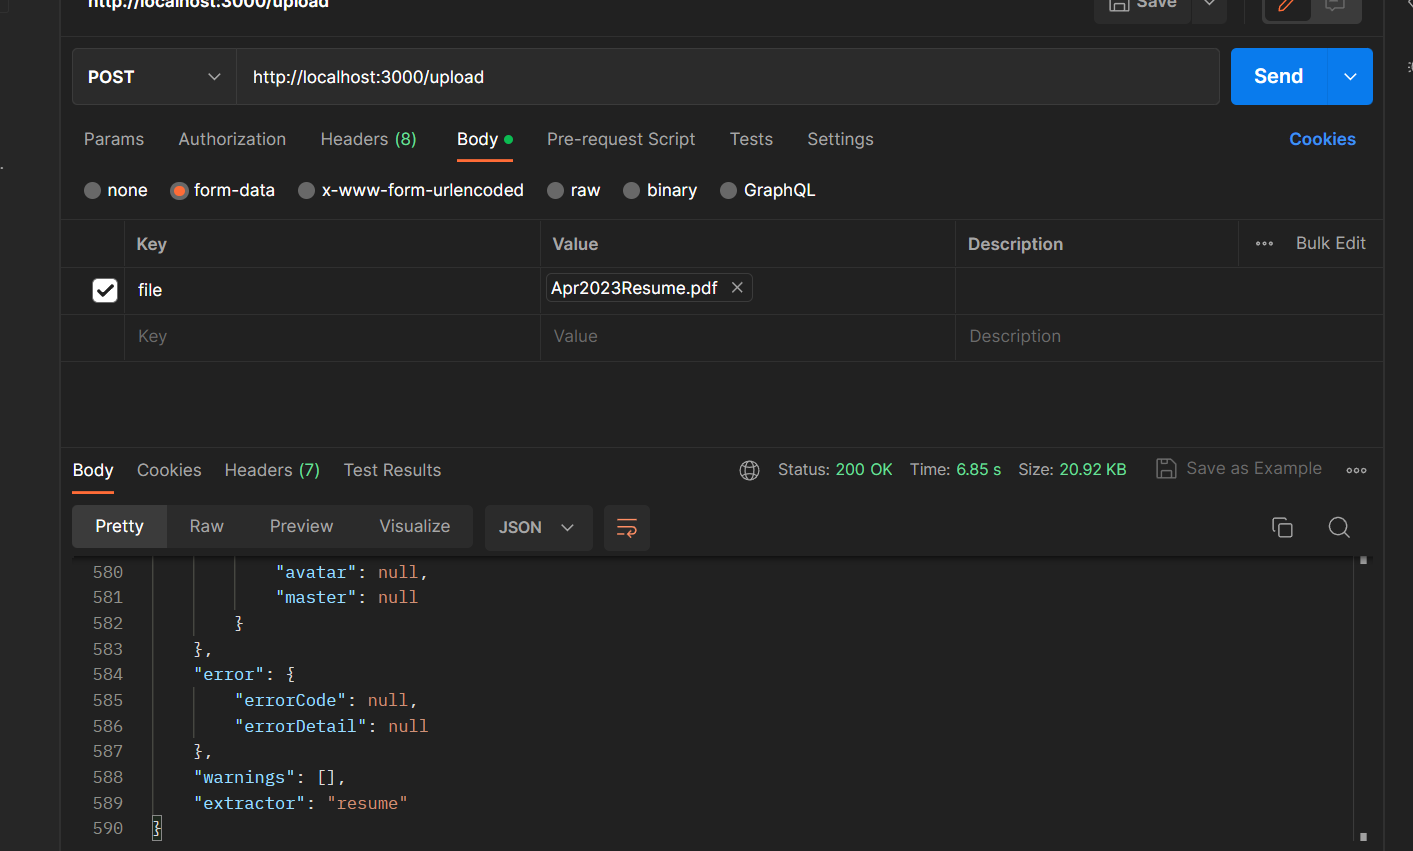 http://localhost:3000/upload
Save
POST http://localhost:3000/upload Send
Params Authorization Headers (8) Body Pre-request Script Tests Settings Cookies
none form-data x-www-form-urlencoded raw binary GraphQL
Key Value Description Bulk Edit
file Apr2023Resume.pdf
Key Value Description
Body Cookies Headers (7) Test Results Status: 200 OK Time: 6.85 s Size: 20.92 KB Save as Example
Pretty Raw Preview Visualize JSON
580 "avatar": null,
581 "master": null
582 }
583 },
584 "error": {
585 "errorCode": null,
586 "errorDetail": null
587 },
588 "warnings": [],
589 "extractor": "resume"
590 }